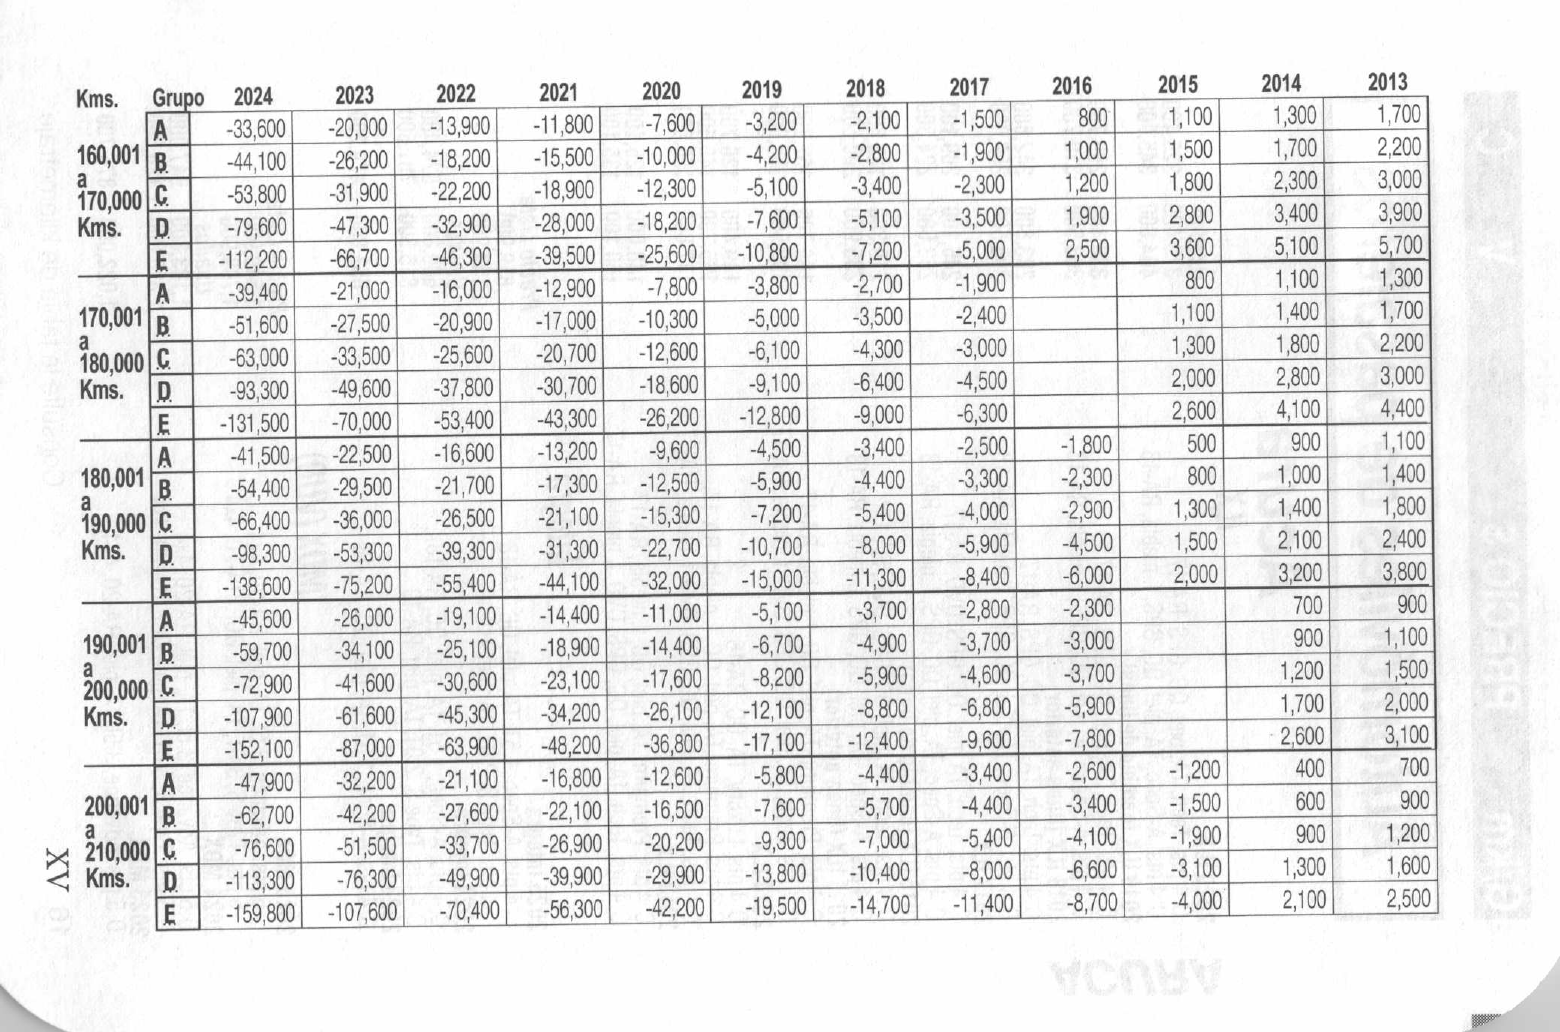 Kms. Grupo 2024 2023 2022 2021 2020 2019 2018 2017 2016 2015 2014 2013
160,001 a 170,000 Kms.
A -33,600 -20,000 -13,900 -11,800 -7,600 -3,200 -2,100 -1,500 800 1,100 1,300 1,700
B -44,100 -26,200 -18,200 -15,500 -10,000 -4,200 -2,800 -1,900 1,000 1,500 1,700 2,200
C -53,800 -31,900 -22,200 -18,900 -12,300 -5,100 -3,400 -2,300 1,200 1,800 2,300 3,000
D -79,600 -47,300 -32,900 -28,000 -18,200 -7,600 -5,100 -3,500 1,900 2,800 3,400 3,900
E -112,200 -66,700 -46,300 -39,500 -25,600 -10,800 -7,200 -5,000 2,500 3,600 5,100 5,700
170,001 a 180,000 Kms.
A -39,400 -21,000 -16,000 -12,900 -7,800 -3,800 -2,700 -1,900 800 1,100 1,300
B -51,600 -27,500 -20,900 -17,000 -10,300 -5,000 -3,500 -2,400 1,100 1,400 1,700
C -63,000 -33,500 -25,600 -20,700 -12,600 -6,100 -4,300 -3,000 1,300 1,800 2,200
D -93,300 -49,600 -37,800 -30,700 -18,600 -9,100 -6,400 -4,500 2,000 2,800 3,000
E -131,500 -70,000 -53,400 -43,300 -26,200 -12,800 -9,000 -6,300 2,600 4,100 4,400
180,001 a 190,000 Kms.
A -41,500 -22,500 -16,600 -13,200 -9,600 -4,500 -3,400 -2,500 -1,800 500 900 1,100
B -54,400 -29,500 -21,700 -17,300 -12,500 -5,900 -4,400 -3,300 -2,300 800 1,000 1,400
C -66,400 -36,000 -26,500 -21,100 -15,300 -7,200 -5,400 -4,000 -2,900 1,300 1,400 1,800
D -98,300 -53,300 -39,300 -31,300 -22,700 -10,700 -8,000 -5,900 -4,500 1,500 2,100 2,400
E -138,600 -75,200 -55,400 -44,100 -32,000 -15,000 -11,300 -8,400 -6,000 2,000 3,200 3,800
190,001 a 200,000 Kms.
A -45,600 -26,000 -19,100 -14,400 -11,000 -5,100 -3,700 -2,800 -2,300 700 900
B -59,700 -34,100 -25,100 -18,900 -14,400 -6,700 -4,900 -3,700 -3,000 900 1,100
C -72,900 -41,600 -30,600 -23,100 -17,600 -8,200 -5,900 -4,600 -3,700 1,200 1,500
D -107,900 -61,600 -45,300 -34,200 -26,100 -12,100 -8,800 -6,800 -5,900 1,700 2,000
E -152,100 -87,000 -63,900 -48,200 -36,800 -17,100 -12,400 -9,600 -7,800 2,600 3,100
200,001 a 210,000 Kms.
A -47,900 -32,200 -21,100 -16,800 -12,600 -5,800 -4,400 -3,400 -2,600 -1,200 400 700
B -62,700 -42,200 -27,600 -22,100 -16,500 -7,600 -5,700 -4,400 -3,400 -1,500 600 900
C -76,600 -51,500 -33,700 -26,900 -20,200 -9,300 -7,000 -5,400 -4,100 -1,900 900 1,200
D -113,300 -76,300 -49,900 -39,900 -29,900 -13,800 -10,400 -8,000 -6,600 -3,100 1,300 1,600
E -159,800 -107,600 -70,400 -56,300 -42,200 -19,500 -14,700 -11,400 -8,700 -4,000 2,100 2,500
XV
ACURA